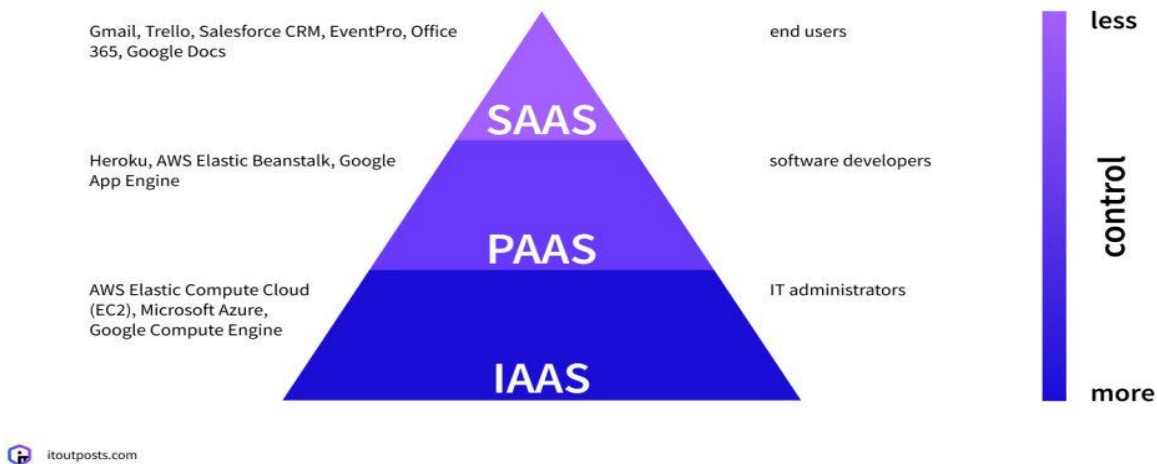 Gmail, Trello, Salesforce CRM, EventPro, Office
365, Google Docs
end users
less
SAAS
Heroku, AWS Elastic Beanstalk, Google
App Engine
software developers
control
PAAS
AWS Elastic Compute Cloud
(EC2), Microsoft Azure,
Google Compute Engine
IT administrators
IAAS
more
itoutposts.com